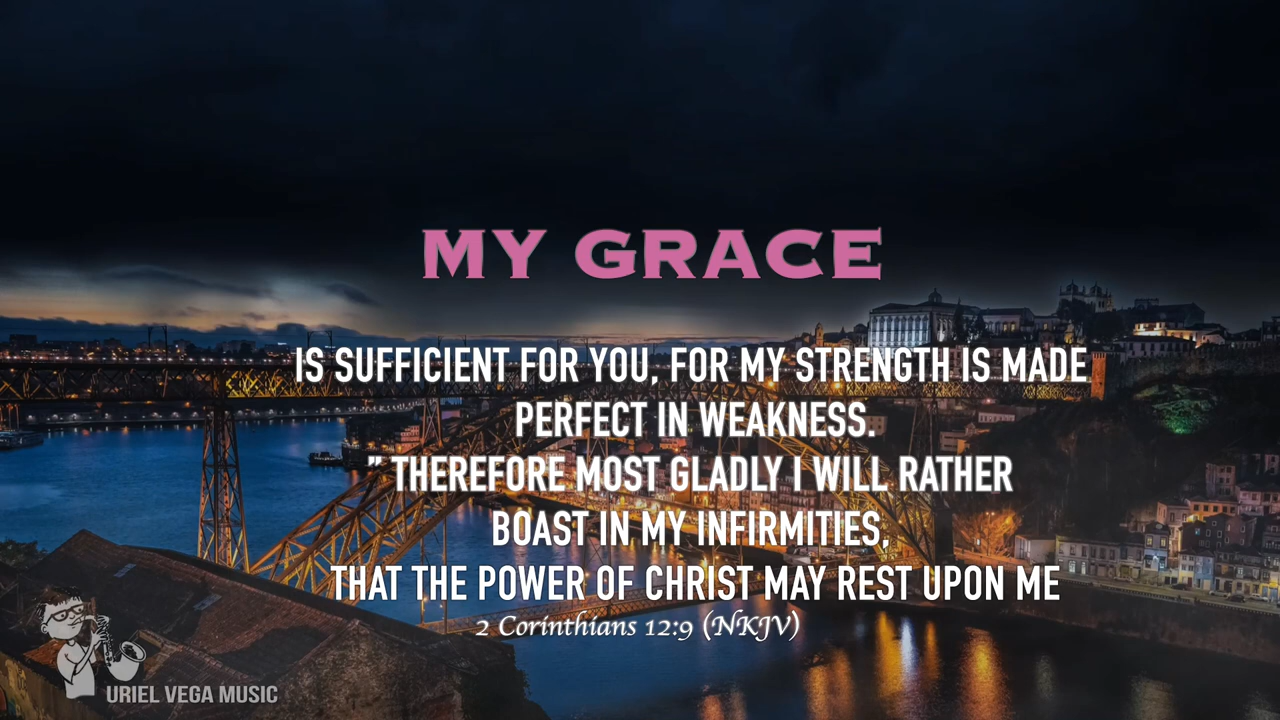 MY GRACE
IS SUFFICIENT FOR YOU, FOR MY STRENGTH IS MADE
PERFECT IN WEAKNESS.
” THEREFORE MOST GLADLY I WILL RATHER
BOAST IN MY INFIRMITIES,
THAT THE POWER OF CHRIST MAY REST UPON ME
2 Corinthians 12:9 (NKJV)
URIEL VEGA MUSIC